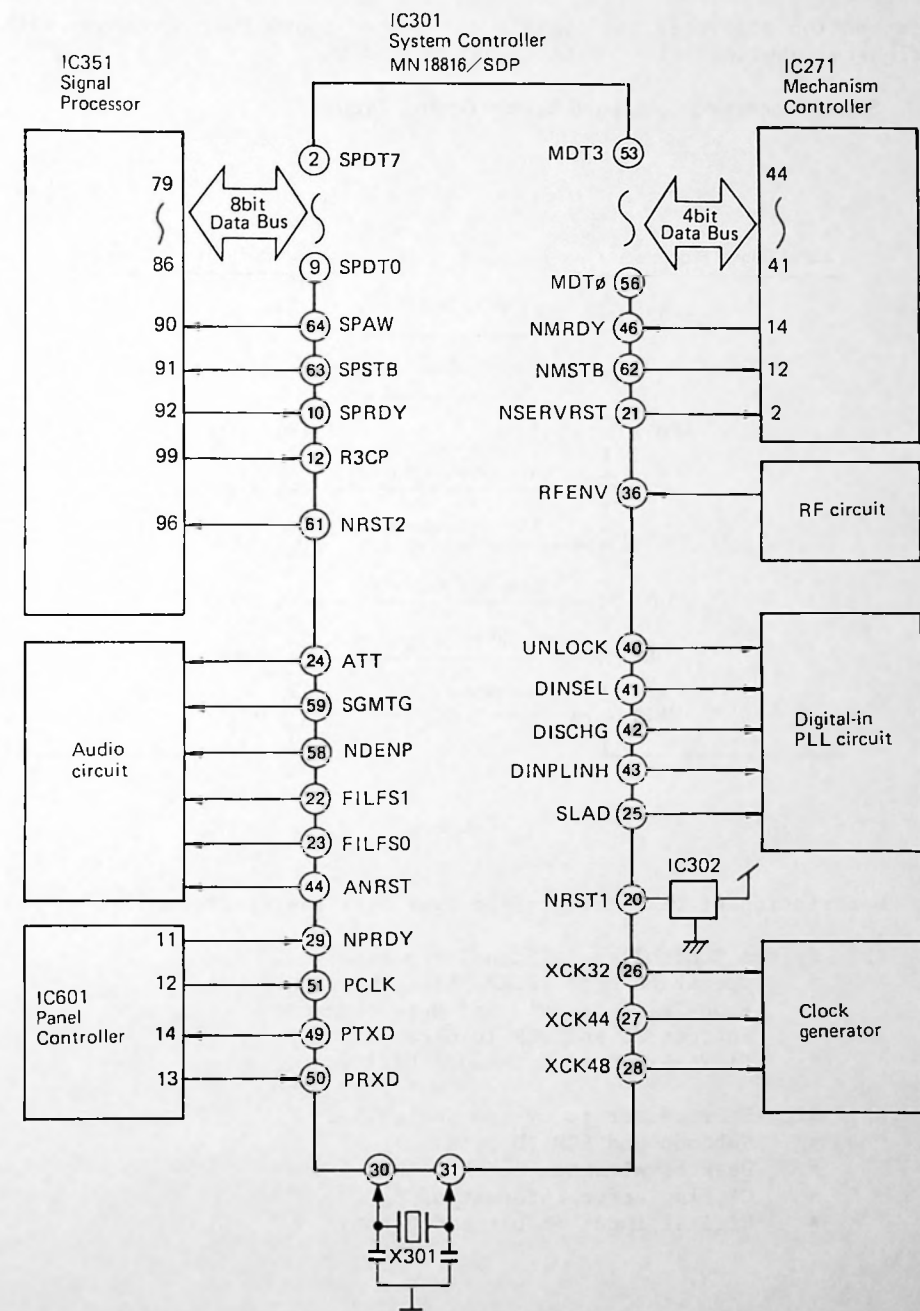 IC301
System Controller
MN18816/SDP
IC351
Signal
Processor
IC271
Mechanism
Controller
2 SPDT7
MDT3 53
79
44
8bit
Data Bus
4bit
Data Bus
86
9 SPDT0
41
MDTø 56
90 64 SPAW
NMRDY 46 14
91 63 SPSTB
NMSTB 62 12
92 10 SPRDY
NSERVRST 21 2
99 12 R3CP
RFENV 36
RF circuit
96 61 NRST2
24 ATT
UNLOCK 40
59 SGMTG
DINSEL 41
Audio
circuit
58 NDENP
DISCHG 42
Digital-in
PLL circuit
22 FILFS1
DINPLINH 43
23 FILFS0
SLAD 25
44 ANRST
NRST1 20
IC302
11 29 NPRDY
IC601
Panel
Controller
12 51 PCLK
XCK32 26
14 49 PTXD
XCK44 27
Clock
generator
13 50 PRXD
XCK48 28
30 31
X301